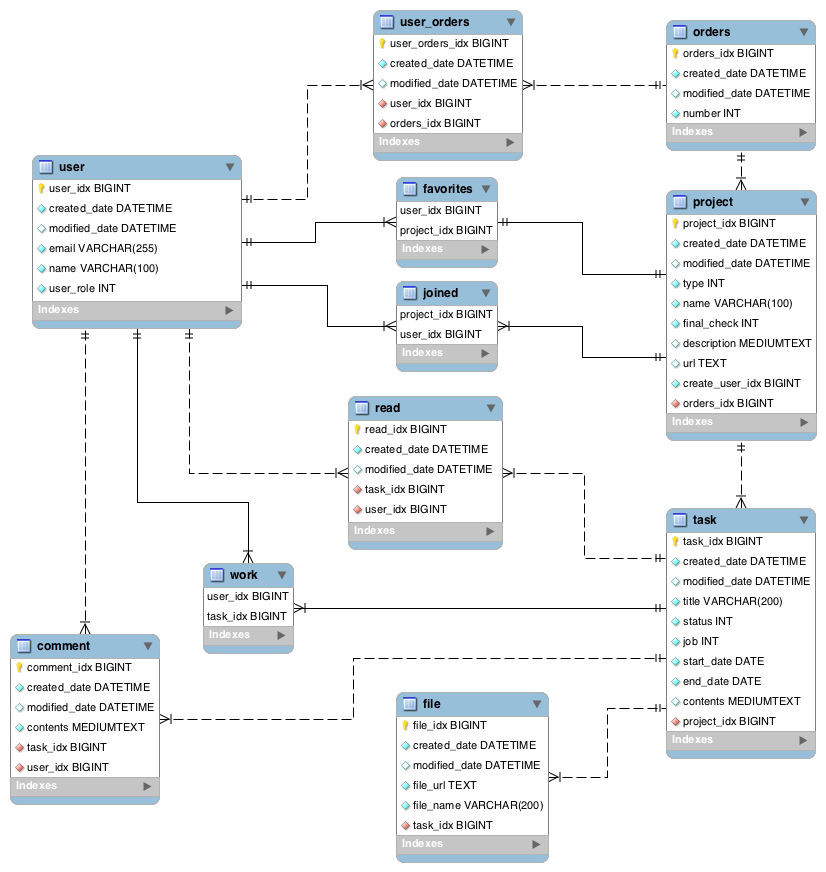 user_orders
user_orders_idx BIGINT
created_date DATETIME
modified_date DATETIME
user_idx BIGINT
orders_idx BIGINT
Indexes
orders
orders_idx BIGINT
created_date DATETIME
modified_date DATETIME
number INT
Indexes
user
user_idx BIGINT
created_date DATETIME
modified_date DATETIME
email VARCHAR(255)
name VARCHAR(100)
user_role INT
Indexes
favorites
user_idx BIGINT
project_idx BIGINT
Indexes
project
project_idx BIGINT
created_date DATETIME
modified_date DATETIME
type INT
name VARCHAR(100)
final_check INT
description MEDIUMTEXT
url TEXT
create_user_idx BIGINT
orders_idx BIGINT
Indexes
joined
project_idx BIGINT
user_idx BIGINT
Indexes
read
read_idx BIGINT
created_date DATETIME
modified_date DATETIME
task_idx BIGINT
user_idx BIGINT
Indexes
task
task_idx BIGINT
created_date DATETIME
modified_date DATETIME
title VARCHAR(200)
status INT
job INT
start_date DATE
end_date DATE
contents MEDIUMTEXT
project_idx BIGINT
Indexes
work
user_idx BIGINT
task_idx BIGINT
Indexes
comment
comment_idx BIGINT
created_date DATETIME
modified_date DATETIME
contents MEDIUMTEXT
task_idx BIGINT
user_idx BIGINT
Indexes
file
file_idx BIGINT
created_date DATETIME
modified_date DATETIME
file_url TEXT
file_name VARCHAR(200)
task_idx BIGINT
Indexes